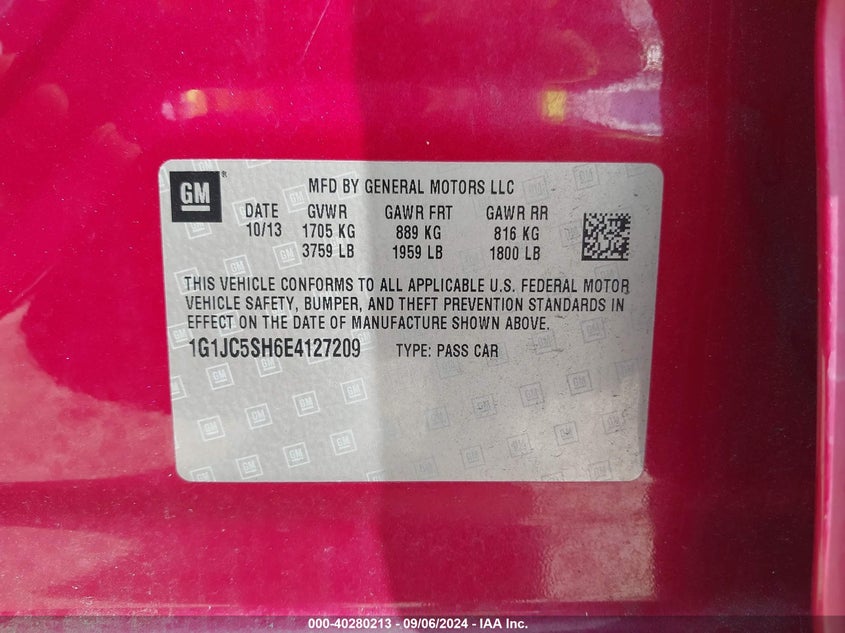 GM®
MFD BY GENERAL MOTORS LLC
DATE GVWR GAWR FRT GAWR RR
10/13 1705 KG 889 KG 816 KG
3759 LB 1959 LB 1800 LB
THIS VEHICLE CONFORMS TO ALL APPLICABLE U.S. FEDERAL MOTOR
VEHICLE SAFETY, BUMPER, AND THEFT PREVENTION STANDARDS IN
EFFECT ON THE DATE OF MANUFACTURE SHOWN ABOVE.
1G1JC5SH6E4127209 TYPE: PASS CAR
000-40280213 - 09/06/2024 - IAA Inc.